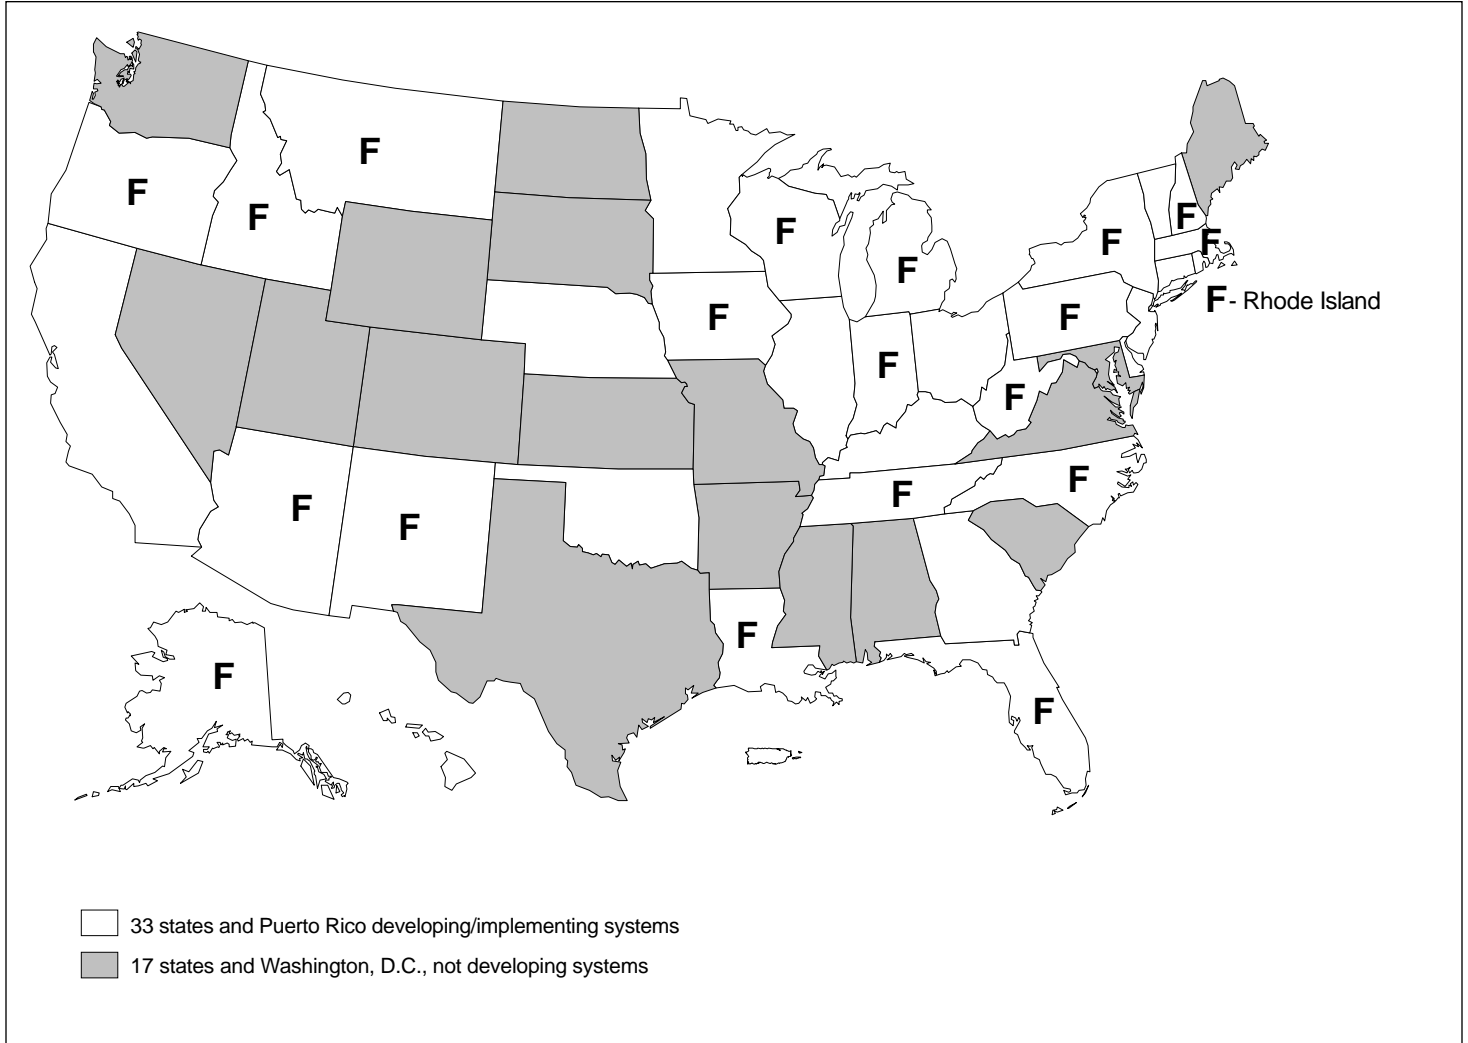 F
F
F
F
F
F
F
F
F
F
F
F - Rhode Island
F
F
F
F
F
F
F
F
F
F
33 states and Puerto Rico developing/implementing systems
17 states and Washington, D.C., not developing systems